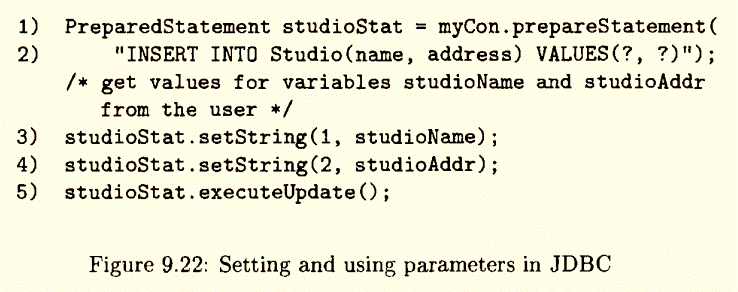 1) PreparedStatement studioStat = myCon.prepareStatement(
2) "INSERT INTO Studio(name, address) VALUES(?, ?)");
/* get values for variables studioName and studioAddr
from the user */
3) studioStat.setString(1, studioName);
4) studioStat.setString(2, studioAddr);
5) studioStat.executeUpdate();
Figure 9.22: Setting and using parameters in JDBC